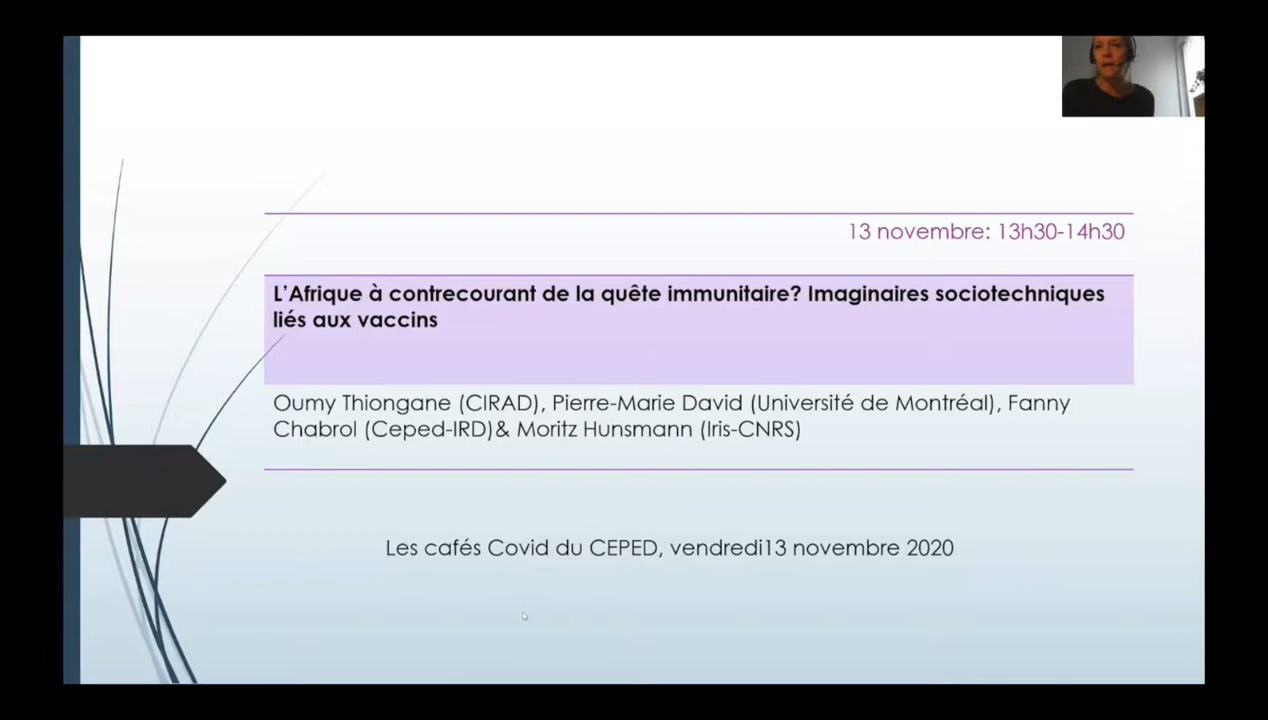 13 novembre: 13h30-14h30
L'Afrique à contrecourant de la quête immunitaire? Imaginaires sociotechniques
liés aux vaccins
Oumy Thiongane (CIRAD), Pierre-Marie David (Université de Montréal), Fanny
Chabrol (Ceped-IRD)& Moritz Hunsmann (Iris-CNRS)
Les cafés Covid du CEPED, vendredi13 novembre 2020